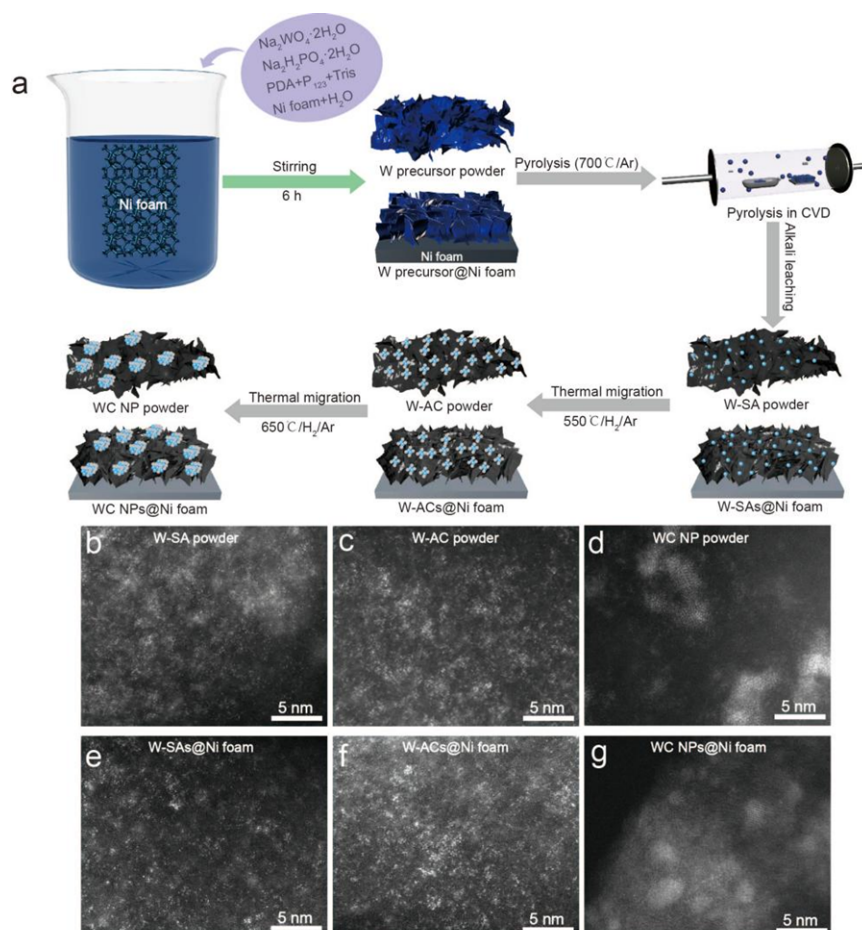 a
Na₂WO₄·2H₂O
Na₂H₂PO₄·2H₂O
PDA+P₁₂₃+Tris
Ni foam+H₂O
Ni foam
Stirring
6 h
W precursor powder
Ni foam
W precursor@Ni foam
Pyrolysis (700℃/Ar)
Pyrolysis in CVD
Alkali leaching
WC NP powder
WC NPs@Ni foam
Thermal migration
650℃/H₂/Ar
W-AC powder
W-ACs@Ni foam
Thermal migration
550℃/H₂/Ar
W-SA powder
W-SAs@Ni foam
b
W-SA powder
5 nm
c
W-AC powder
5 nm
d
WC NP powder
5 nm
e
W-SAs@Ni foam
5 nm
f
W-ACs@Ni foam
5 nm
g
WC NPs@Ni foam
5 nm